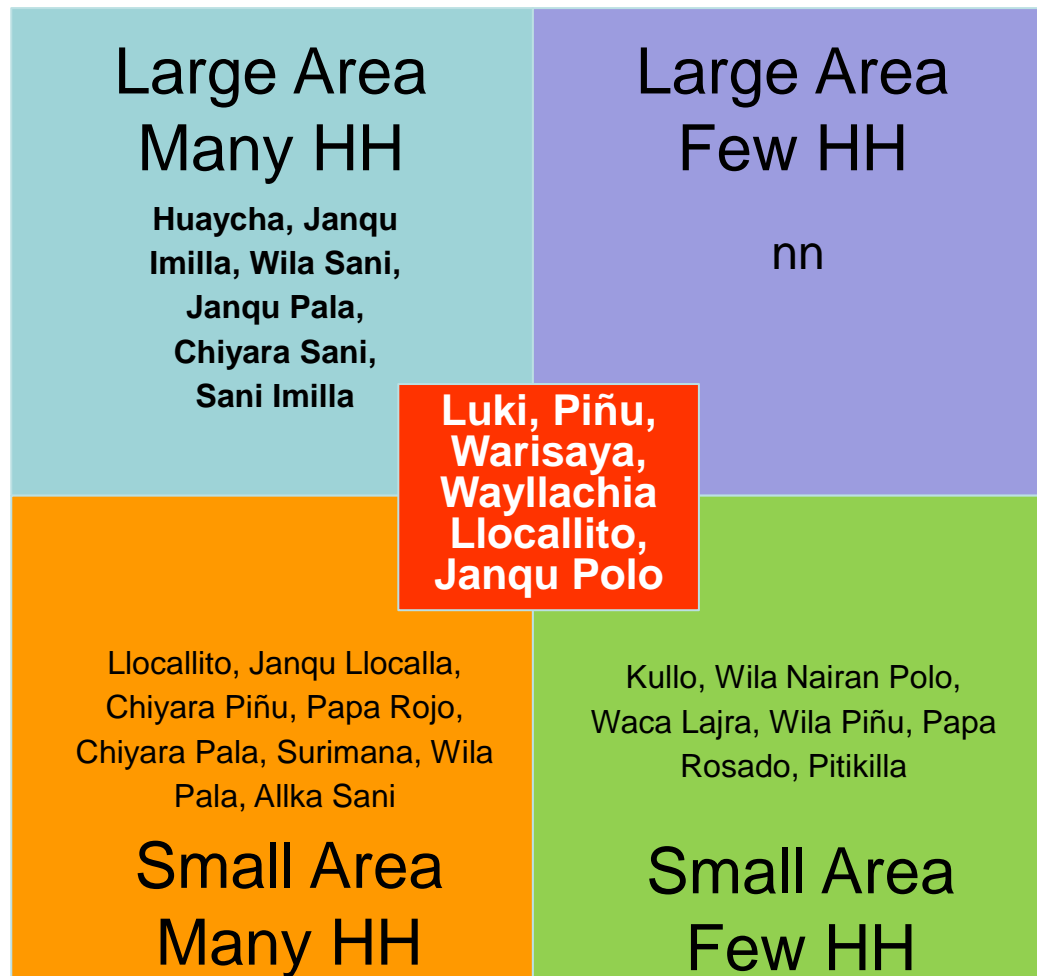 Large Area
Many HH
Huaycha, Janqu
Imilla, Wila Sani,
Janqu Pala,
Chiyara Sani,
Sani Imilla
Large Area
Few HH
nn
Luki, Piñu,
Warisaya,
Wayllachia
Llocallito,
Janqu Polo
Llocallito, Janqu Llocalla,
Chiyara Piñu, Papa Rojo,
Chiyara Pala, Surimana, Wila
Pala, Allka Sani
Small Area
Many HH
Kullo, Wila Nairan Polo,
Waca Lajra, Wila Piñu, Papa
Rosado, Pitikilla
Small Area
Few HH